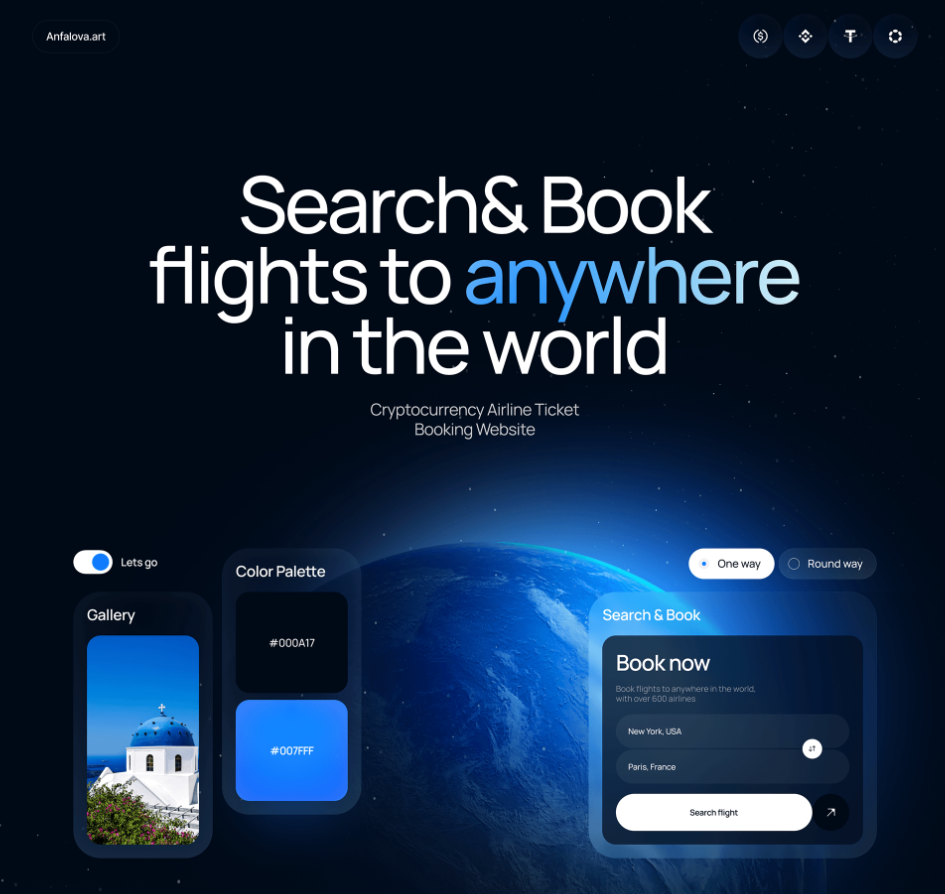 Anfalova.art
Search& Book
flights to anywhere
in the world
Cryptocurrency Airline Ticket
Booking Website
Lets go
Gallery
Color Palette
#000A17
#007FFF
One way
Round way
Search & Book
Book now
Book flights to anywhere in the world,
with over 600 airlines
New York, USA
Paris, France
Search flight